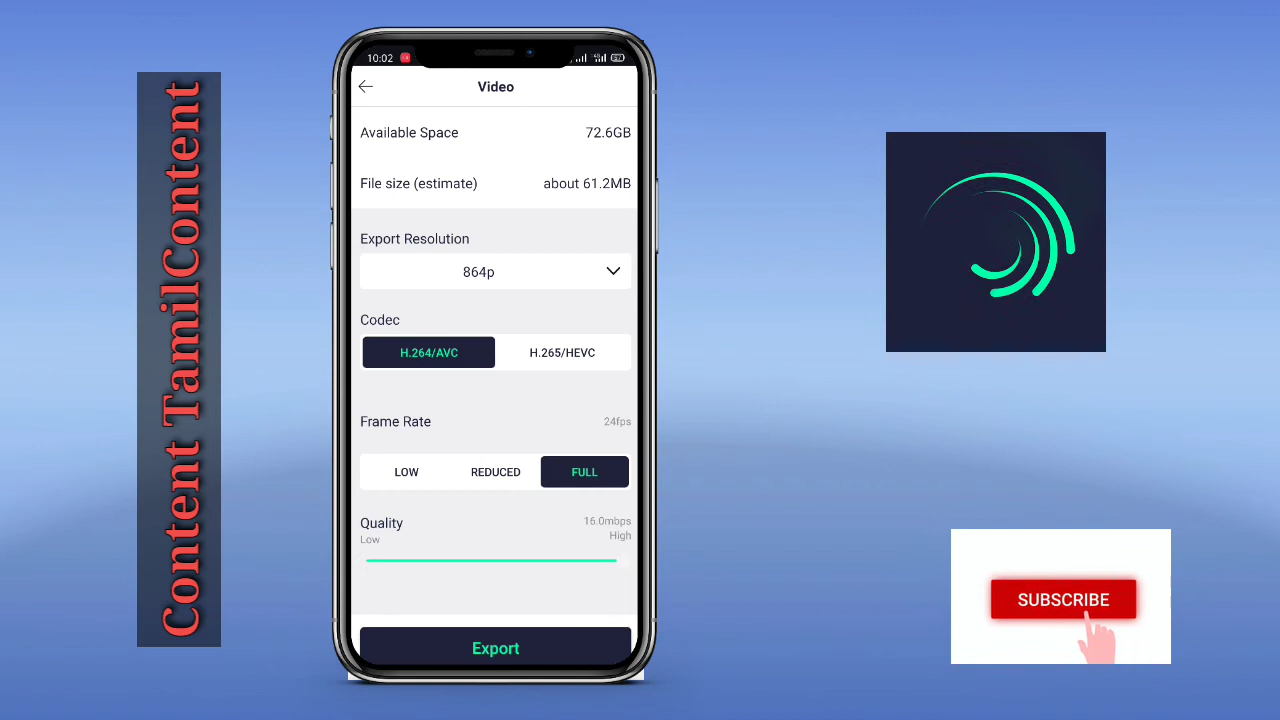 Content TamilContent
10:02
Video
Available Space 72.6GB
File size (estimate) about 61.2MB
Export Resolution
864p
Codec
H.264/AVC H.265/HEVC
Frame Rate 24fps
LOW REDUCED FULL
Quality 16.0mbps
Low High
Export
SUBSCRIBE